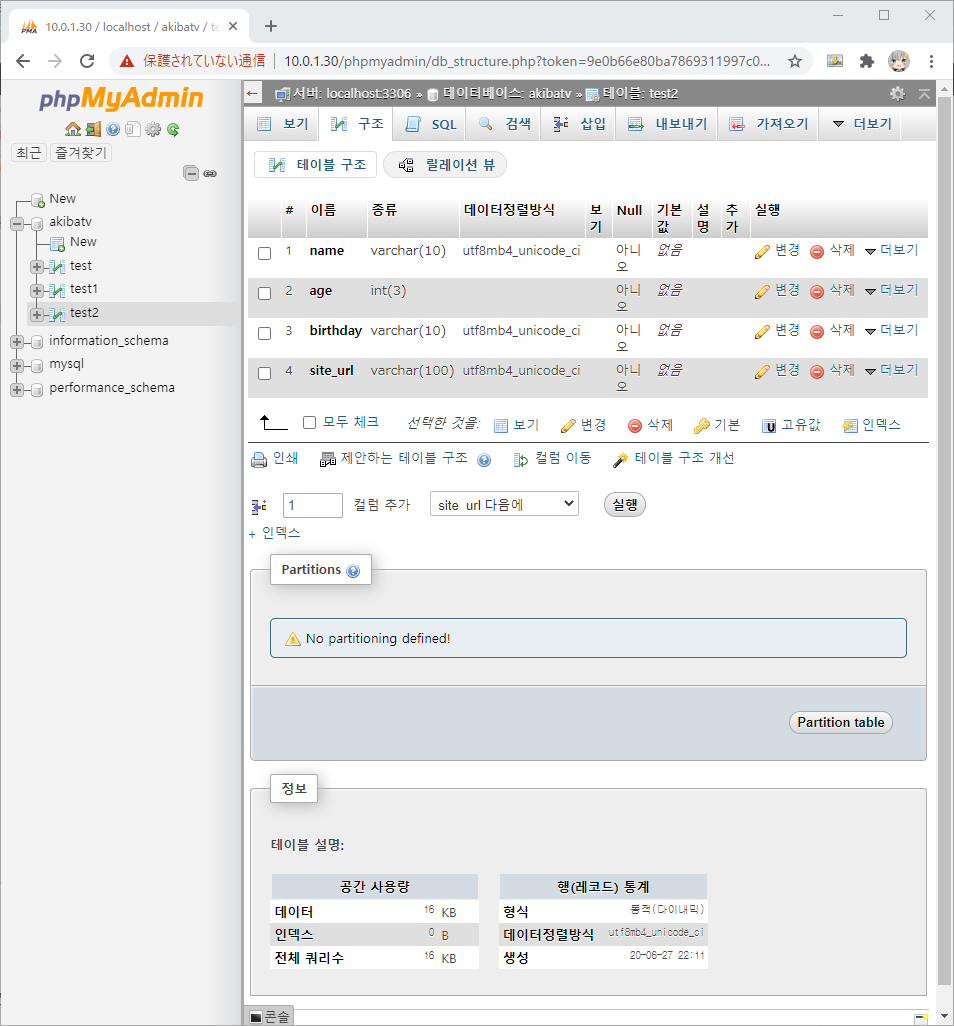 10.0.1.30 / localhost / akibatv / te
保護されていない通信 10.0.1.30/phpmyadmin/db_structure.php?token=9e0b66e80ba7869311997c0...
phpMyAdmin
최근 즐겨찾기
New
akibatv
New
test
test1
test2
information_schema
mysql
performance_schema
서버: localhost:3306 » 데이터베이스: akibatv » 테이블: test2
보기 구조 SQL 검색 삽입 내보내기 가져오기 더보기
테이블 구조 릴레이션 뷰
# 이름 종류 데이터정렬방식 보기 Null 기본값 설명 추가 실행
1 name varchar(10) utf8mb4_unicode_ci 아니오 없음 변경 삭제 더보기
2 age int(3) 아니오 없음 변경 삭제 더보기
3 birthday varchar(10) utf8mb4_unicode_ci 아니오 없음 변경 삭제 더보기
4 site_url varchar(100) utf8mb4_unicode_ci 아니오 없음 변경 삭제 더보기
모두 체크 선택한 것을: 보기 변경 삭제 기본 고유값 인덱스
인쇄 제안하는 테이블 구조 컬럼 이동 테이블 구조 개선
1 컬럼 추가 site_url 다음에 실행
+ 인덱스
Partitions
No partitioning defined!
Partition table
정보
테이블 설명:
공간 사용량
데이터 16 KB
인덱스 0 B
전체 쿼리수 16 KB
행(레코드) 통계
형식 동적(다이내믹)
데이터정렬방식 utf8mb4_unicode_ci
생성 20-06-27 22:11
콘솔